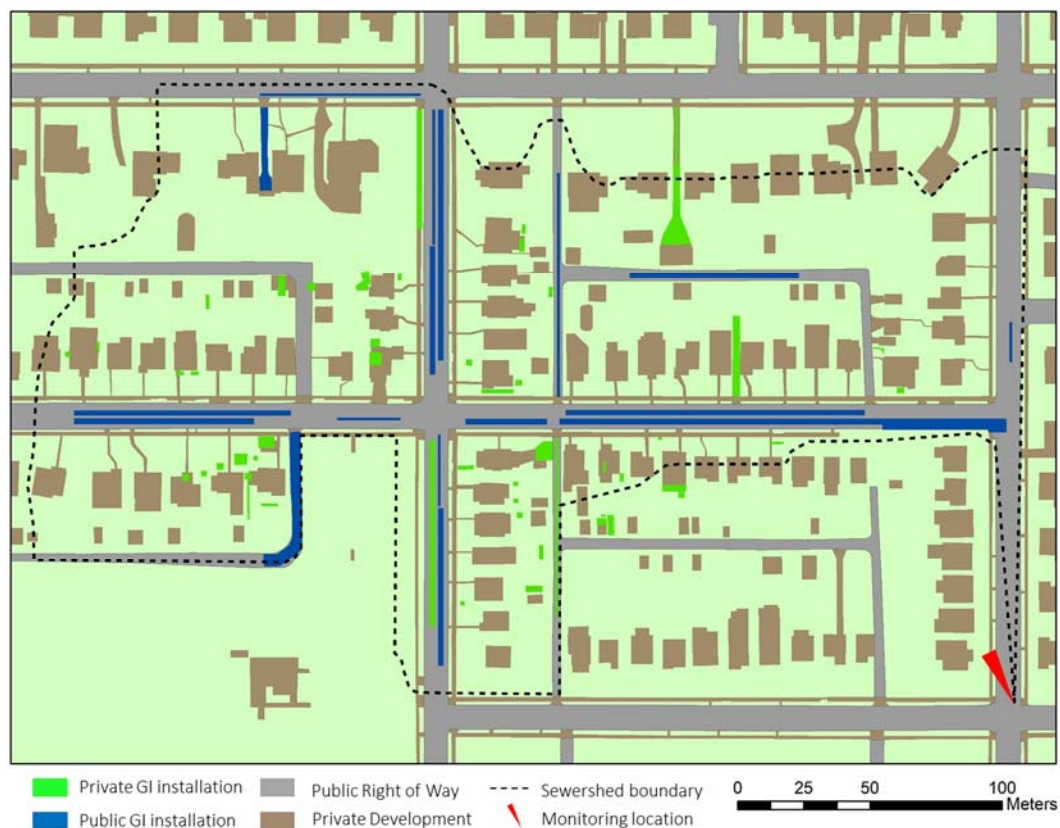 Private GI installation
Public GI installation
Public Right of Way
Private Development
Sewershed boundary
Monitoring location
0 25 50 100
Meters